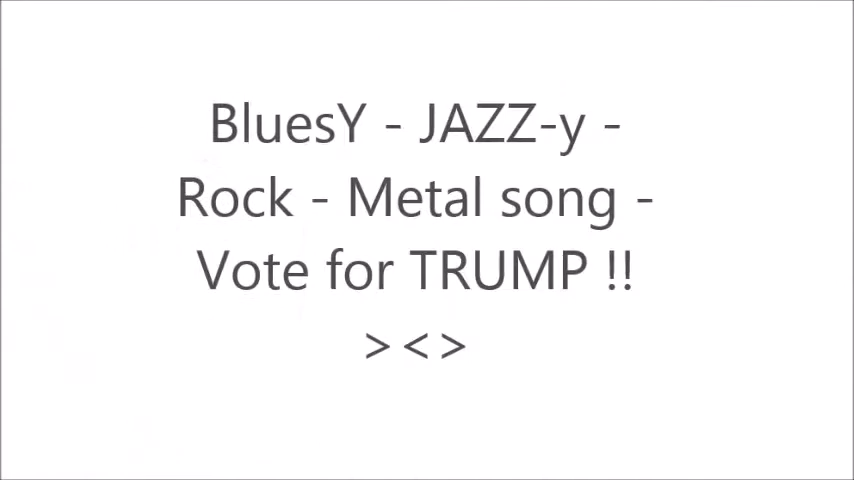 BluesY - JAZZ-y -
Rock - Metal song -
Vote for TRUMP !!
><>